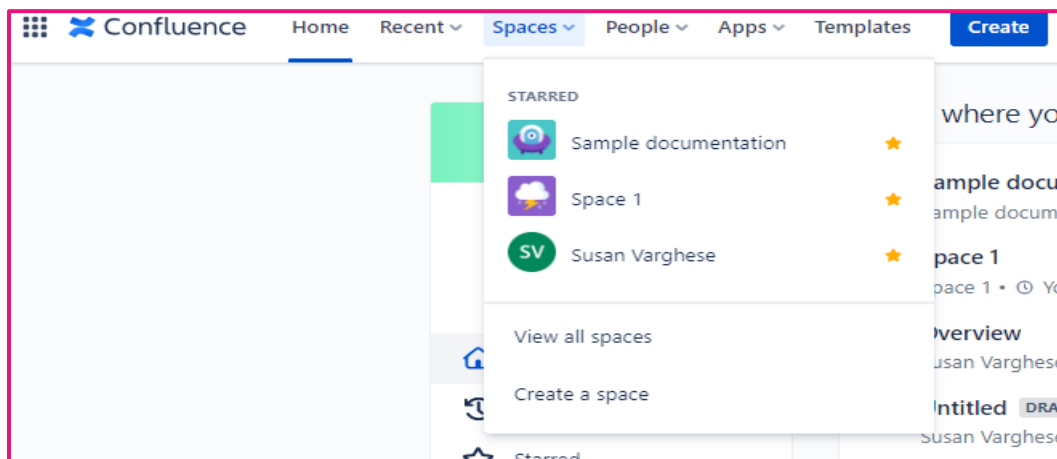 Confluence Home Recent Spaces People Apps Templates Create
STARRED
Sample documentation
Space 1
SV Susan Varghese
View all spaces
Create a space
Starred
where yo
ample docu
ample docum
pace 1
pace 1 • Yo
Overview
usan Varghese
ntitled DRA
Susan Varghese